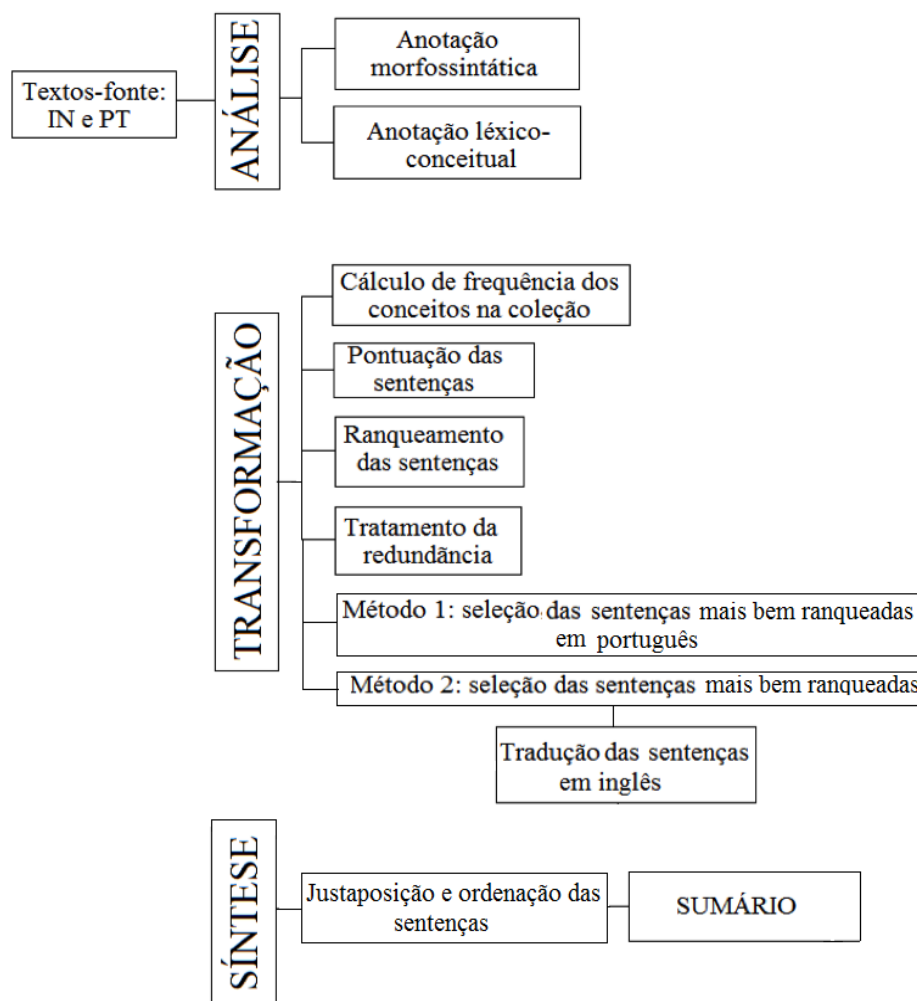 Textos-fonte:
IN e PT
ANÁLISE
Anotação
morfossintática
Anotação léxico-
conceitual
TRANSFORMAÇÃO
Cálculo de frequência dos
conceitos na coleção
Pontuação das
sentenças
Ranqueamento
das sentenças
Tratamento da
redundância
Método 1: seleção das sentenças mais bem ranqueadas
em português
Método 2: seleção das sentenças mais bem ranqueadas
Tradução das sentenças
em inglês
SÍNTESE
Justaposição e ordenação das
sentenças
SUMÁRIO